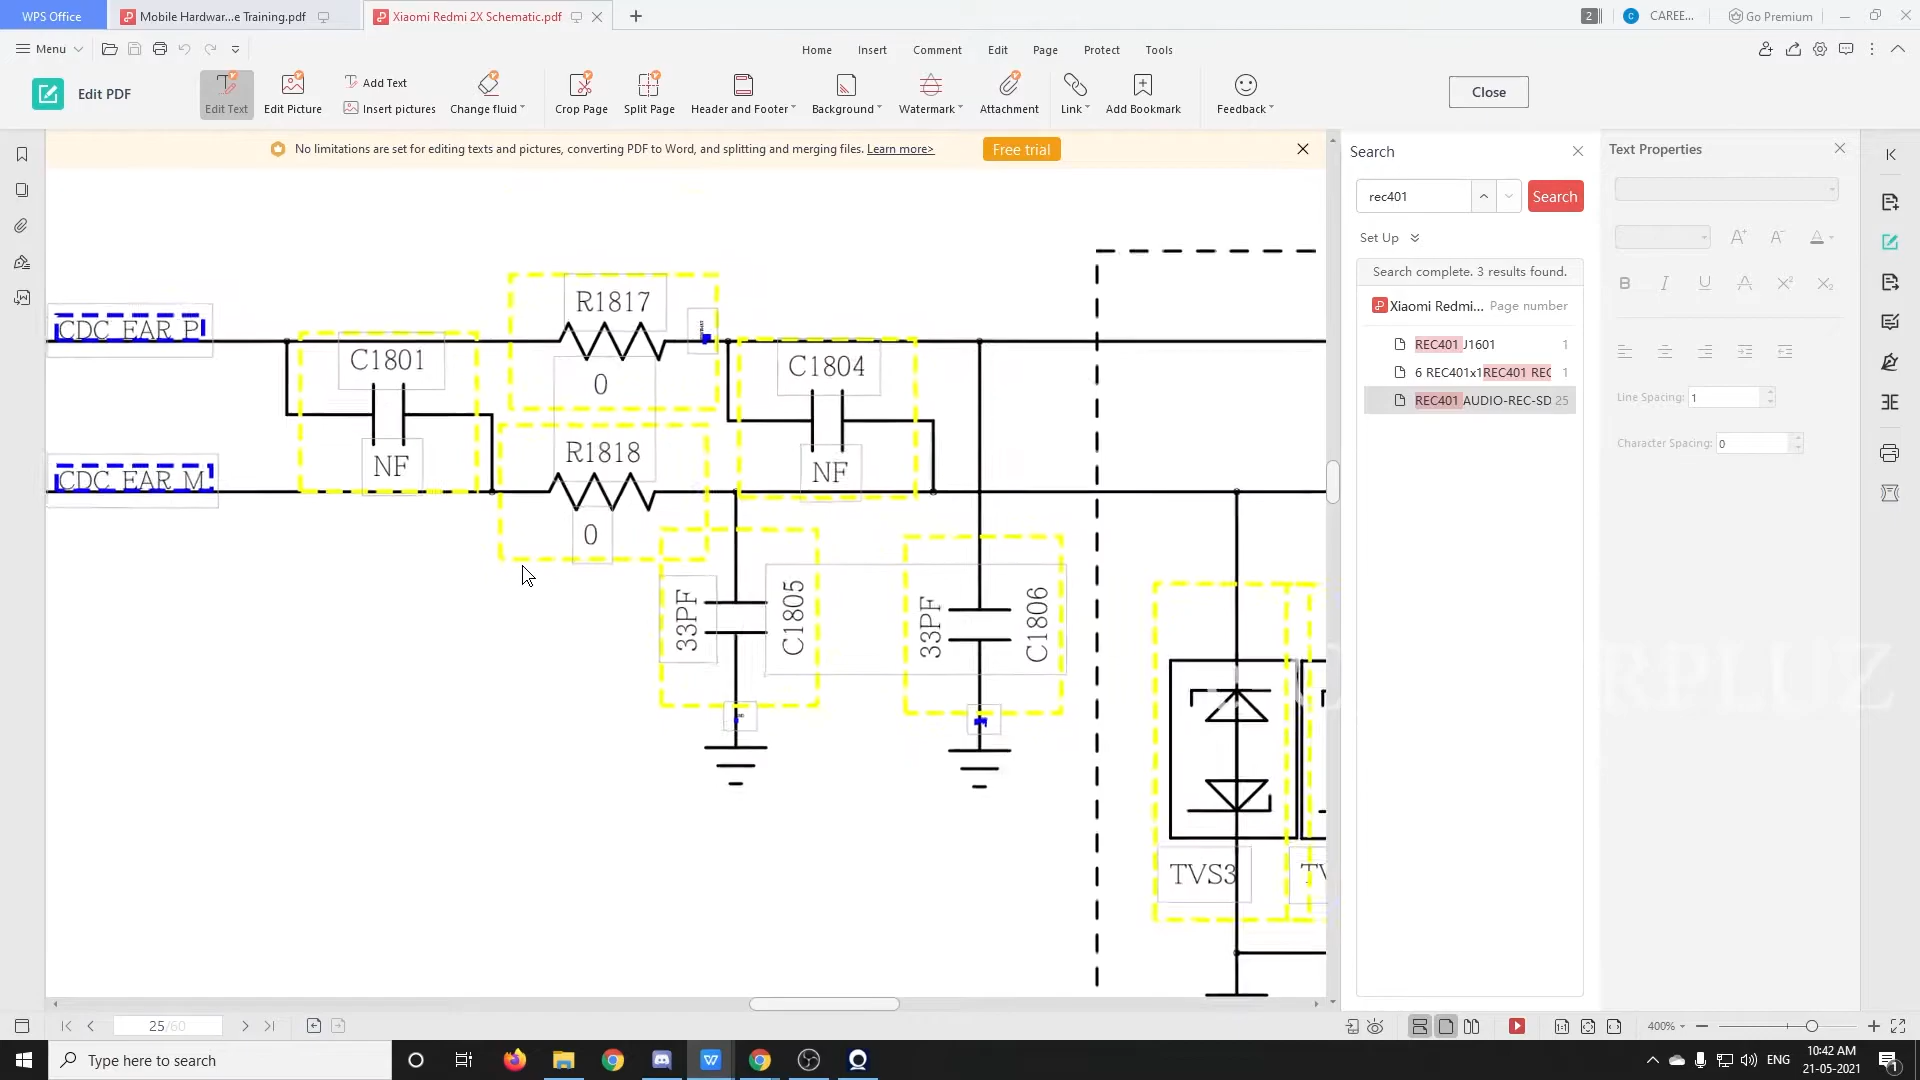 WPS Office
Mobile Hardwar...e Training.pdf
Xiaomi Redmi 2X Schematic.pdf
2
C
CAREE...
Go Premium
Menu
Home
Insert
Comment
Edit
Page
Protect
Tools
Edit PDF
Edit Text
Edit Picture
Add Text
Insert pictures
Change fluid
Crop Page
Split Page
Header and Footer
Background
Watermark
Attachment
Link
Add Bookmark
Feedback
Close
No limitations are set for editing texts and pictures, converting PDF to Word, and splitting and merging files. Learn more>
Free trial
Search
rec401
Search
Set Up
Search complete. 3 results found.
Xiaomi Redmi... Page number
REC401 J1601 1
6 REC401x1REC401 REC 1
REC401 AUDIO-REC-SD 25
Text Properties
B I U A X² X₂
Line Spacing: 1
Character Spacing: 0
CDC_EAR_P
R1817
0
C1801
NF
C1804
NF
CDC_EAR_M
R1818
0
33PF
C1805
33PF
C1806
TVS3
TV
RPLUZ
25/60
400%
Type here to search
ENG
10:42 AM
21-05-2021
1